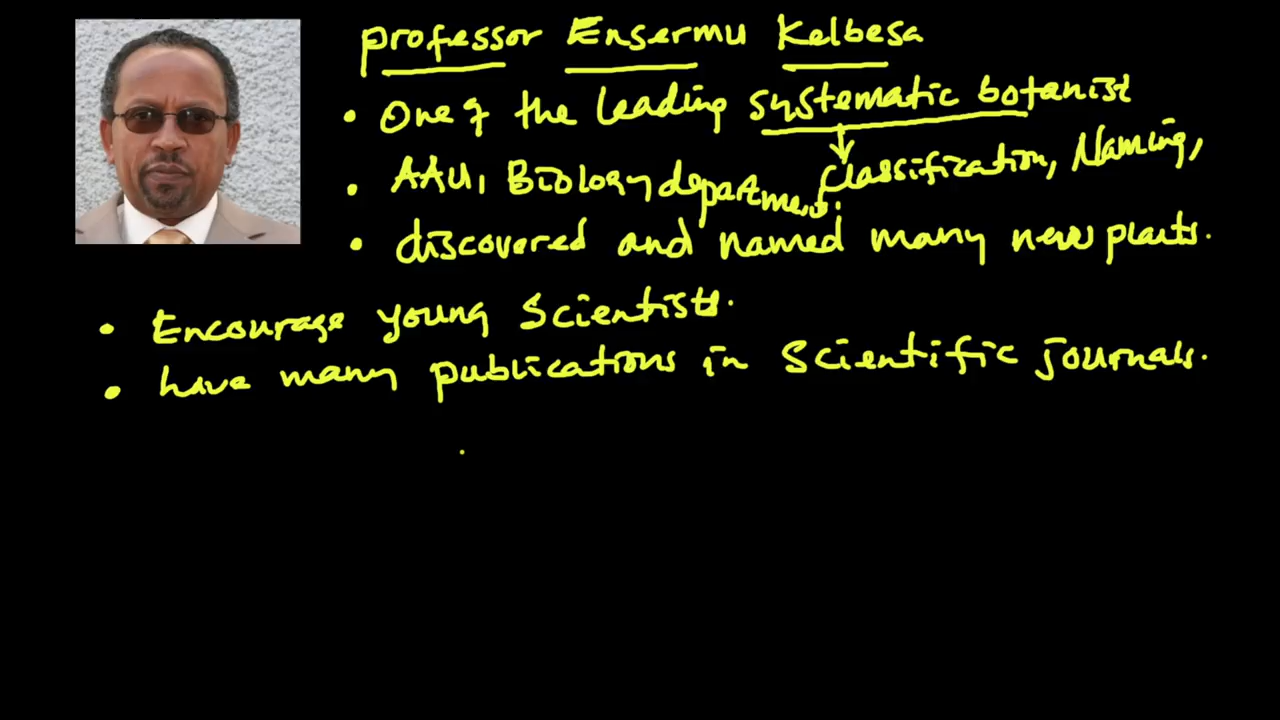 professor Ensermu Kelbesa
• One of the leading systematic botanist
classification, Naming,
• AAU, Biology department.
• discovered and named many new plants.
• Encourage young Scientists.
• have many publications in Scientific journals.